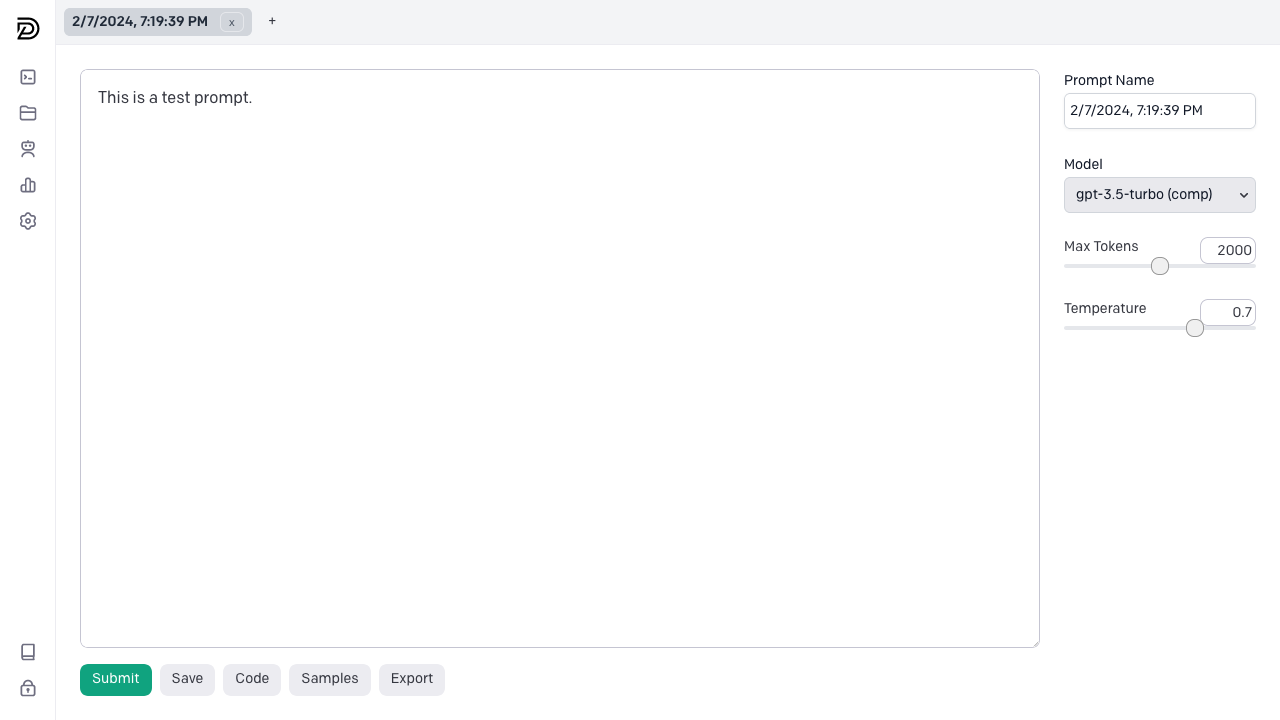 2/7/2024, 7:19:39 PM x +
This is a test prompt.
Prompt Name
2/7/2024, 7:19:39 PM
Model
gpt-3.5-turbo (comp)
Max Tokens 2000
Temperature 0.7
Submit Save Code Samples Export